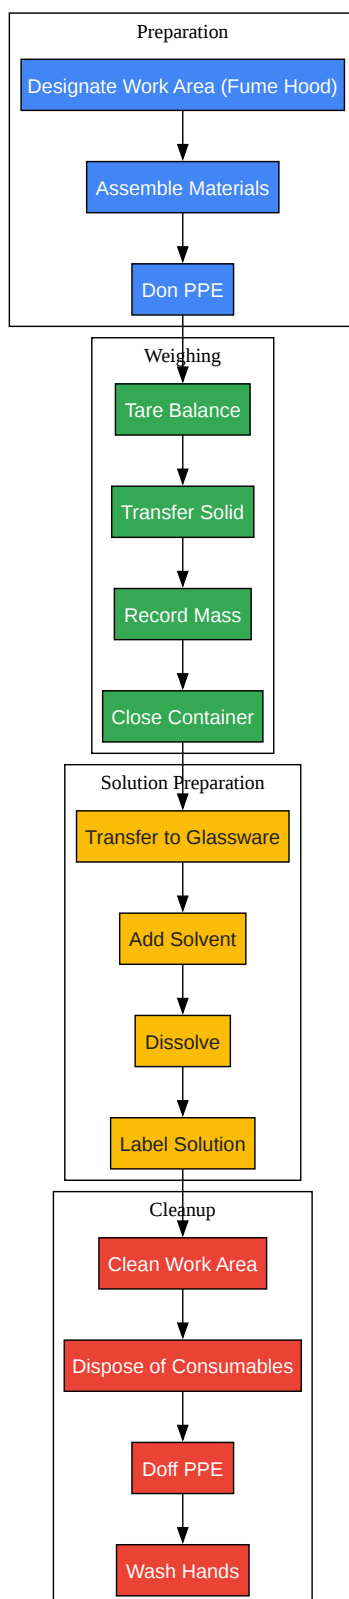 Preparation
Designate Work Area (Fume Hood)
Assemble Materials
Don PPE
Weighing
Tare Balance
Transfer Solid
Record Mass
Close Container
Solution Preparation
Transfer to Glassware
Add Solvent
Dissolve
Label Solution
Cleanup
Clean Work Area
Dispose of Consumables
Doff PPE
Wash Hands